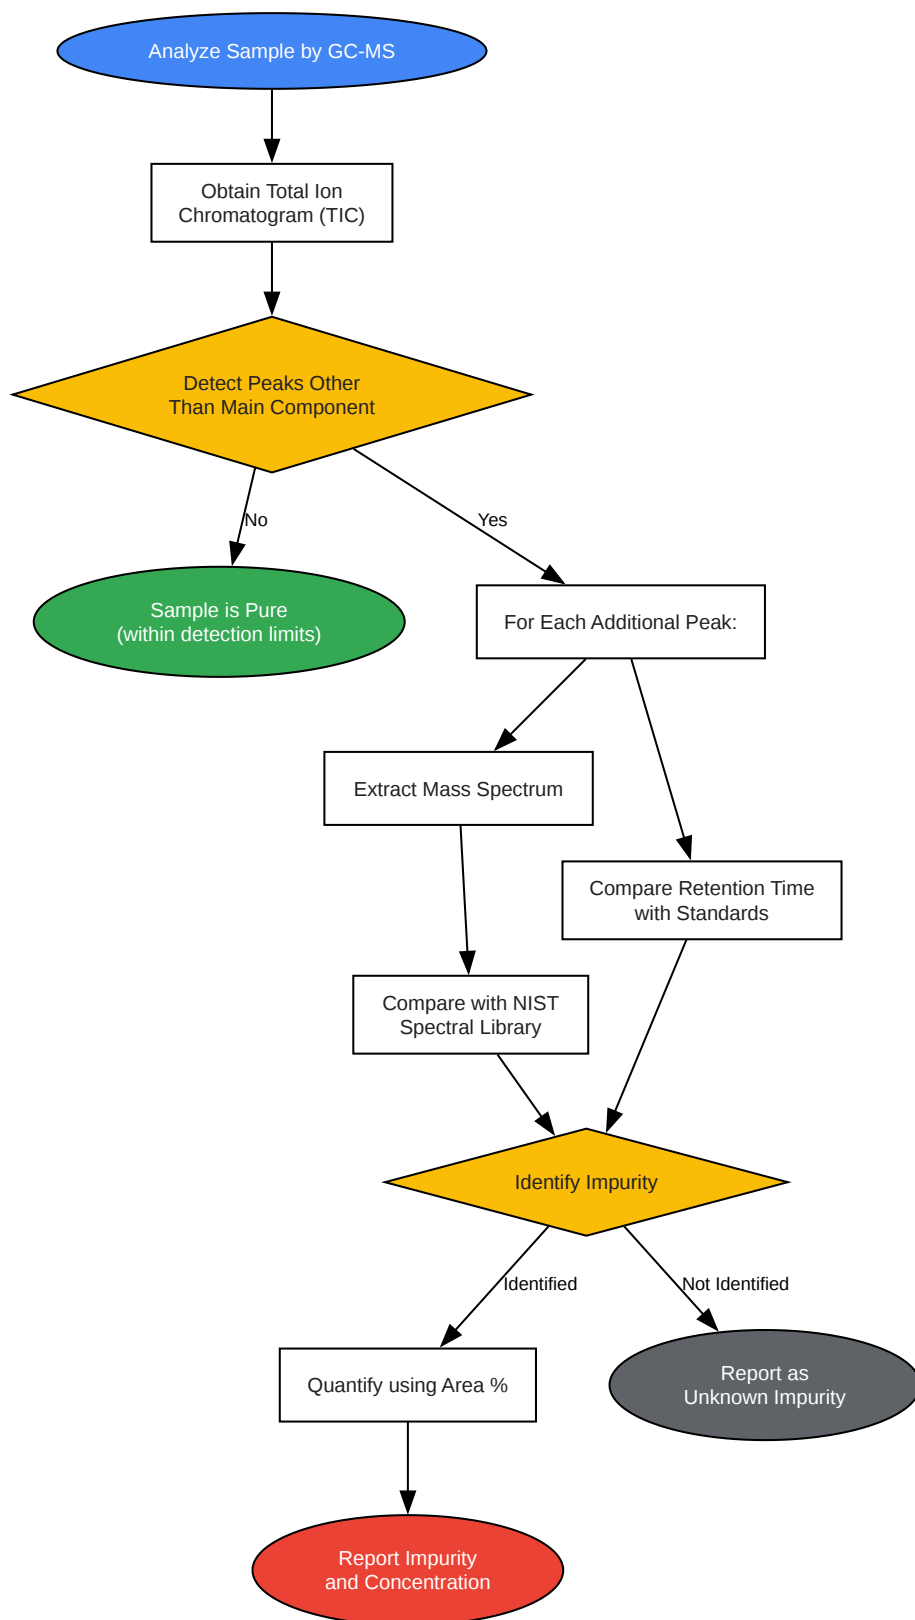 Analyze Sample by GC-MS
Obtain Total Ion
Chromatogram (TIC)
Detect Peaks Other
Than Main Component
No
Yes
Sample is Pure
(within detection limits)
For Each Additional Peak:
Extract Mass Spectrum
Compare Retention Time
with Standards
Compare with NIST
Spectral Library
Identify Impurity
Identified
Not Identified
Quantify using Area %
Report as
Unknown Impurity
Report Impurity
and Concentration